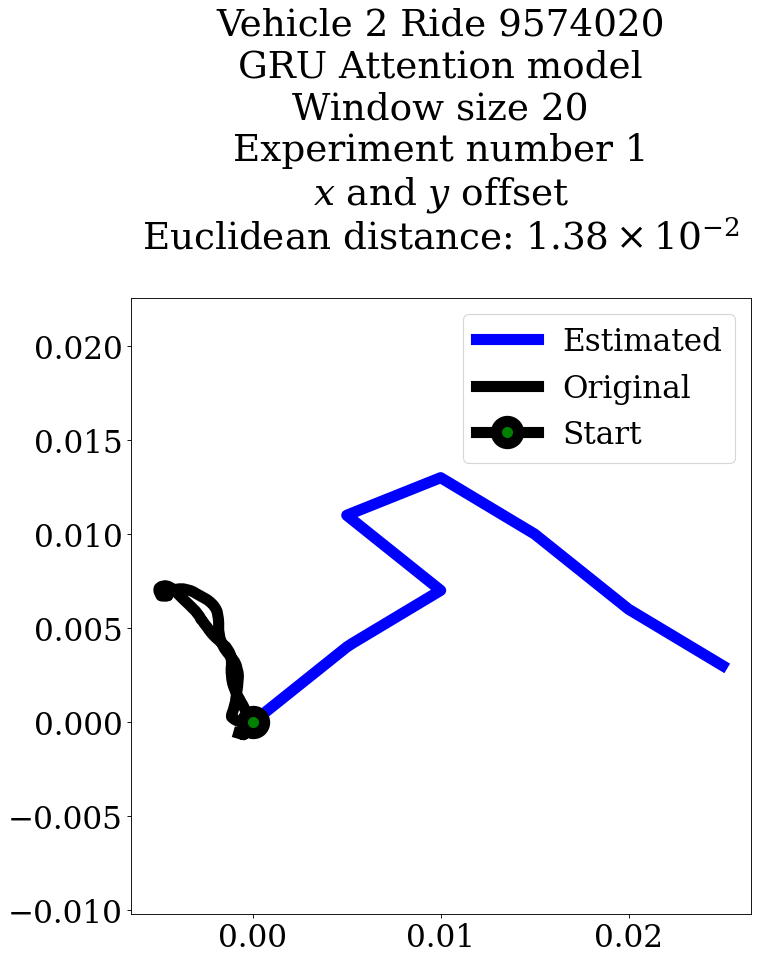 Vehicle 2 Ride 9574020
GRU Attention model
Window size 20
Experiment number 1
x and y offset
Euclidean distance: 1.38 × 10⁻²
Estimated
Original
Start
0.020
0.015
0.010
0.005
0.000
−0.005
−0.010
0.00 0.01 0.02